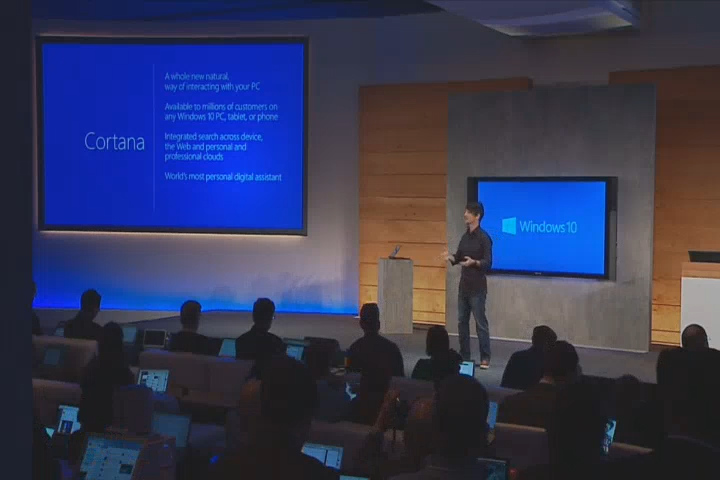 Cortana
A whole new natural,
way of interacting with your PC
Available to millions of customers on
any Windows 10 PC, tablet, or phone
Integrated search across device,
the Web and personal and
professional clouds
World's most personal digital assistant
Windows 10